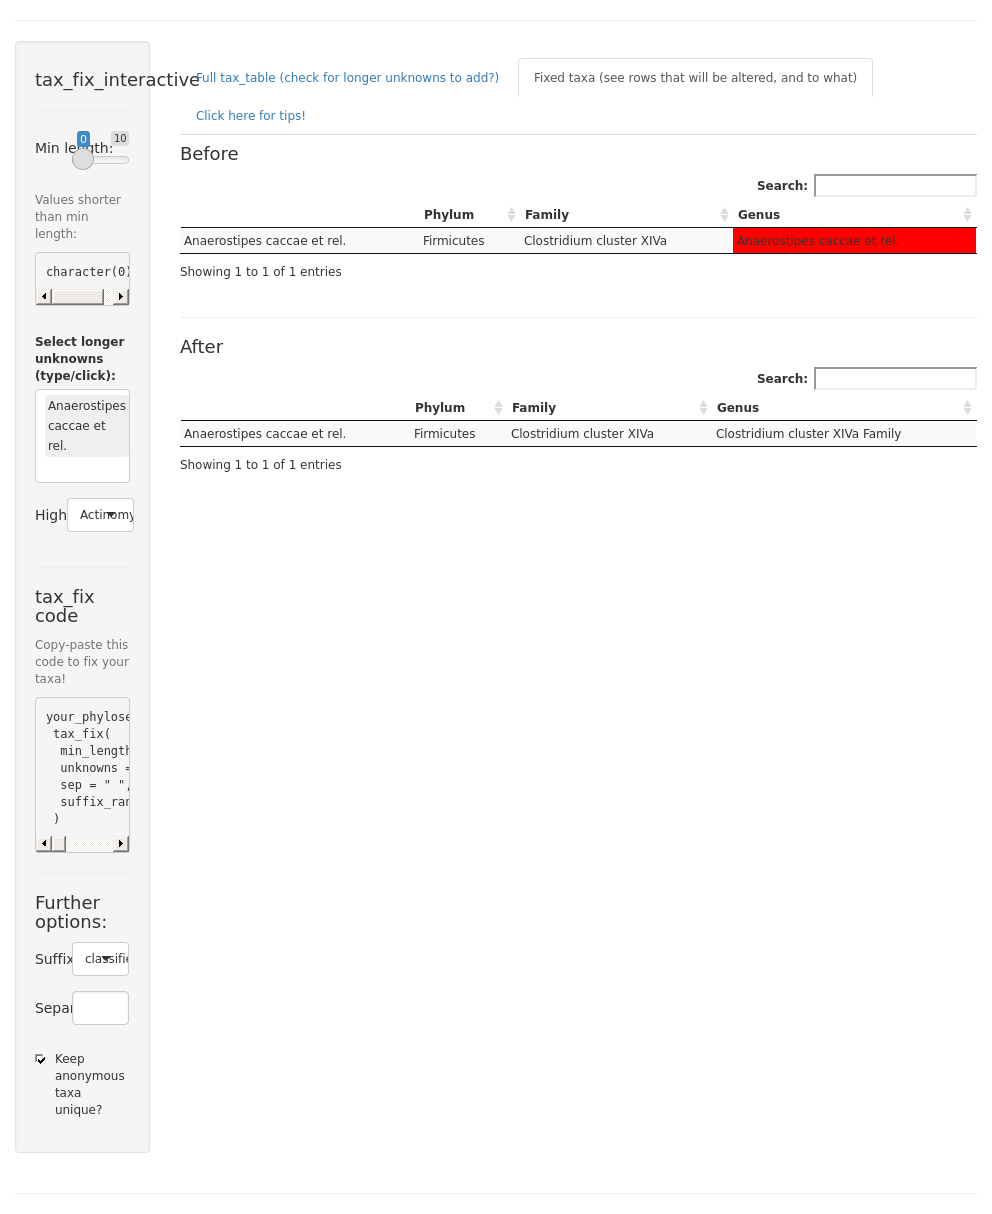 tax_fix_interactive
Min length:
0
10
Values shorter
than min
length:
character(0)
Select longer
unknowns
(type/click):
Anaerostipes
caccae et
rel.
High
Actinomy
tax_fix
code
Copy-paste this
code to fix your
taxa!
your_phylose
tax_fix(
min_length
unknowns =
sep = " ",
suffix_ran
)
Further
options:
Suffix
classifie
Separ
Keep
anonymous
taxa
unique?
Full tax_table (check for longer unknowns to add?)
Fixed taxa (see rows that will be altered, and to what)
Click here for tips!
Before
Search:
Phylum Family Genus
Anaerostipes caccae et rel. Firmicutes Clostridium cluster XIVa Anaerostipes caccae et rel.
Showing 1 to 1 of 1 entries
After
Search:
Phylum Family Genus
Anaerostipes caccae et rel. Firmicutes Clostridium cluster XIVa Clostridium cluster XIVa Family
Showing 1 to 1 of 1 entries